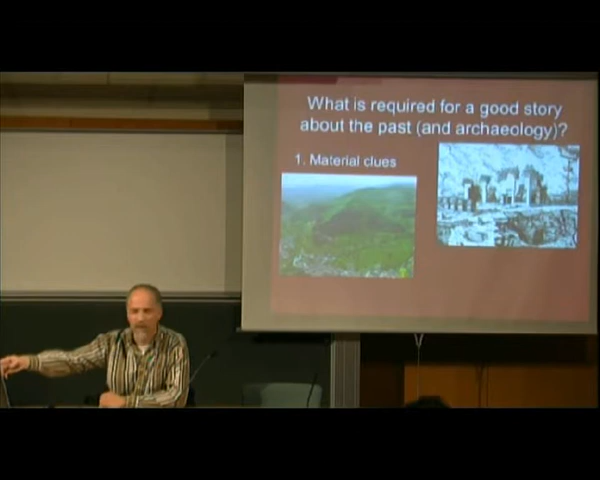 What is required for a good story
about the past (and archaeology)?
1. Material clues